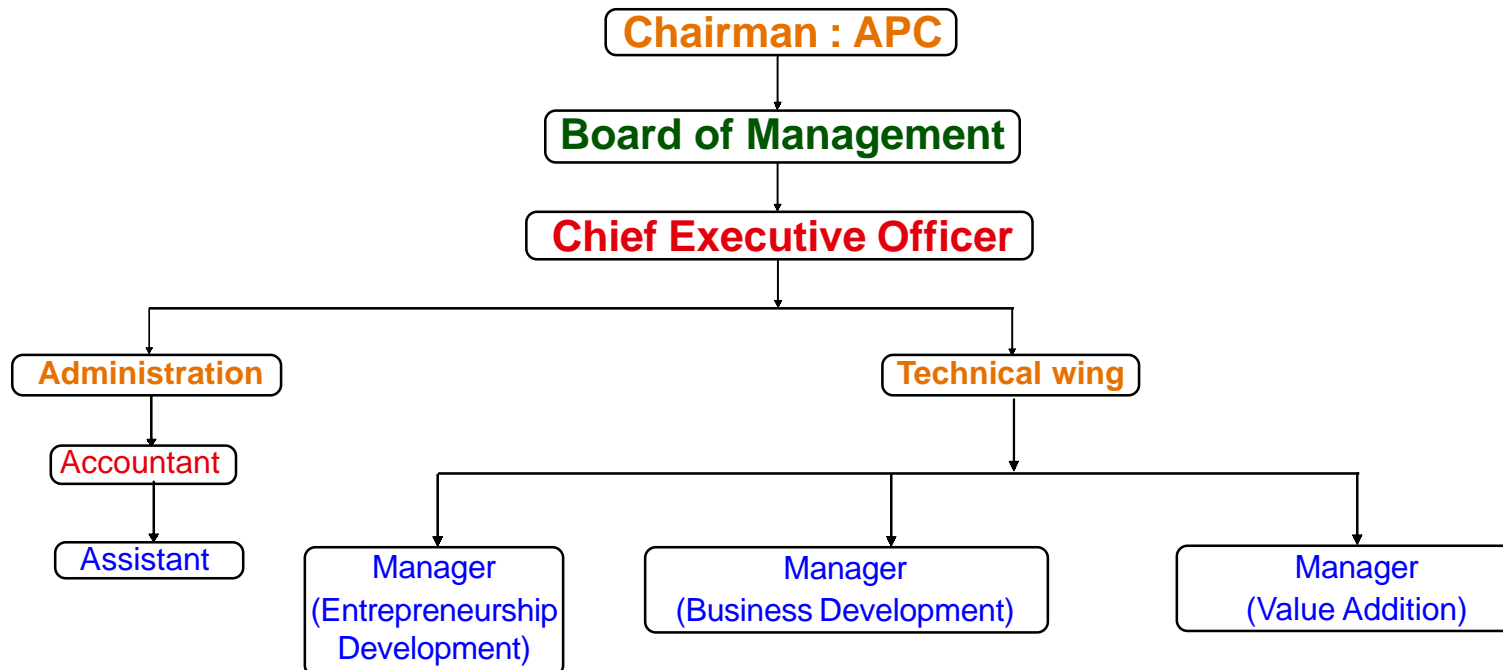 Chairman : APC
Board of Management
Chief Executive Officer
Administration
Technical wing
Accountant
Assistant
Manager
(Entrepreneurship
Development)
Manager
(Business Development)
Manager
(Value Addition)